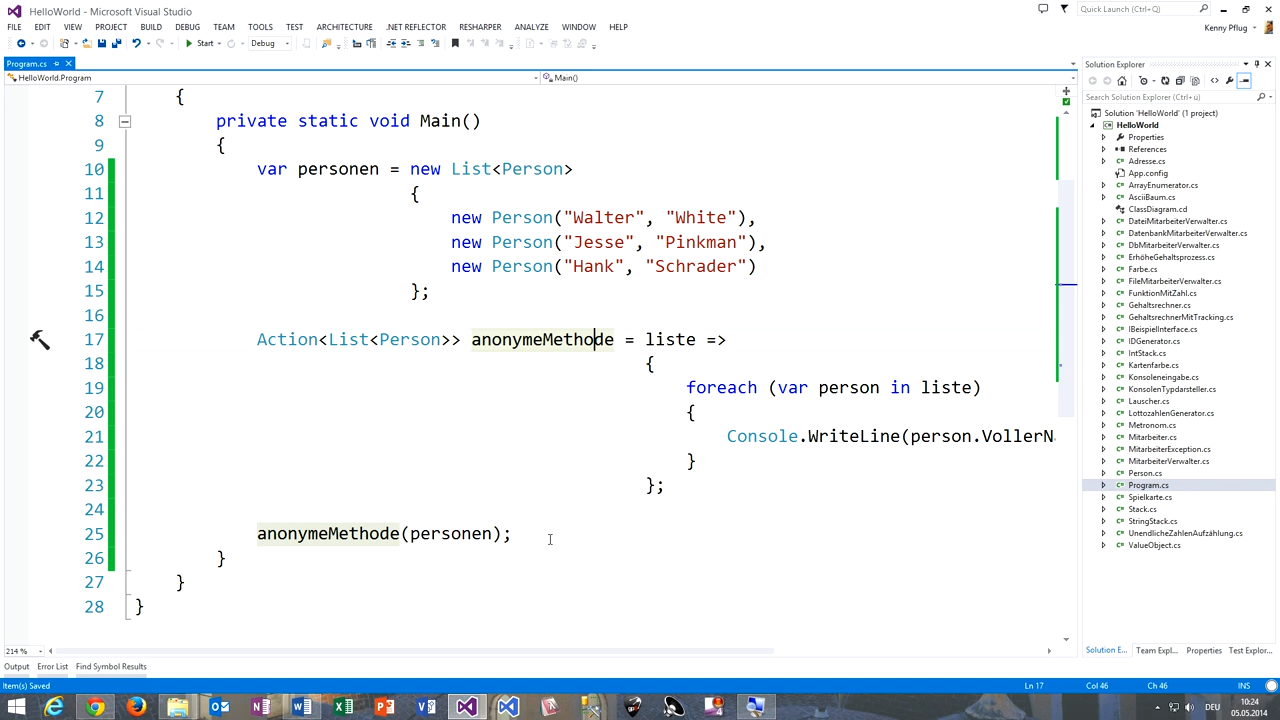 HelloWorld - Microsoft Visual Studio
Quick Launch (Ctrl+Q)
FILE EDIT VIEW PROJECT BUILD DEBUG TEAM TOOLS TEST ARCHITECTURE .NET REFLECTOR RESHARPER ANALYZE WINDOW HELP
Kenny Pflug
Start Debug
Program.cs
HelloWorld.Program Main()
7 {
8 private static void Main()
9 {
10 var personen = new List<Person>
11 {
12 new Person("Walter", "White"),
13 new Person("Jesse", "Pinkman"),
14 new Person("Hank", "Schrader")
15 };
16
17 Action<List<Person>> anonymeMethode = liste =>
18 {
19 foreach (var person in liste)
20 {
21 Console.WriteLine(person.VollerNa
22 }
23 };
24
25 anonymeMethode(personen);
26 }
27 }
28 }
214 %
Solution Explorer
Search Solution Explorer (Ctrl+ü)
Solution 'HelloWorld' (1 project)
HelloWorld
Properties
References
Adresse.cs
App.config
ArrayEnumerator.cs
AsciiBaum.cs
ClassDiagram.cd
DateiMitarbeiterVerwalter.cs
DatenbankMitarbeiterVerwalter.cs
DbMitarbeiterVerwalter.cs
ErhöheGehaltsprozess.cs
Farbe.cs
FileMitarbeiterVerwalter.cs
FunktionMitZahl.cs
Gehaltsrechner.cs
GehaltsrechnerMitTracking.cs
IBeispielInterface.cs
IDGenerator.cs
IntStack.cs
Kartenfarbe.cs
Konsoleneingabe.cs
KonsolenTypdarsteller.cs
Lauscher.cs
LottozahlenGenerator.cs
Metronom.cs
Mitarbeiter.cs
MitarbeiterException.cs
MitarbeiterVerwalter.cs
Person.cs
Program.cs
Spielkarte.cs
Stack.cs
StringStack.cs
UnendlicheZahlenAufzählung.cs
ValueObject.cs
Solution E... Team Expl... Properties Test Explor...
Output Error List Find Symbol Results
Item(s) Saved Ln 17 Col 46 Ch 46 INS
DEU 10:24
05.05.2014